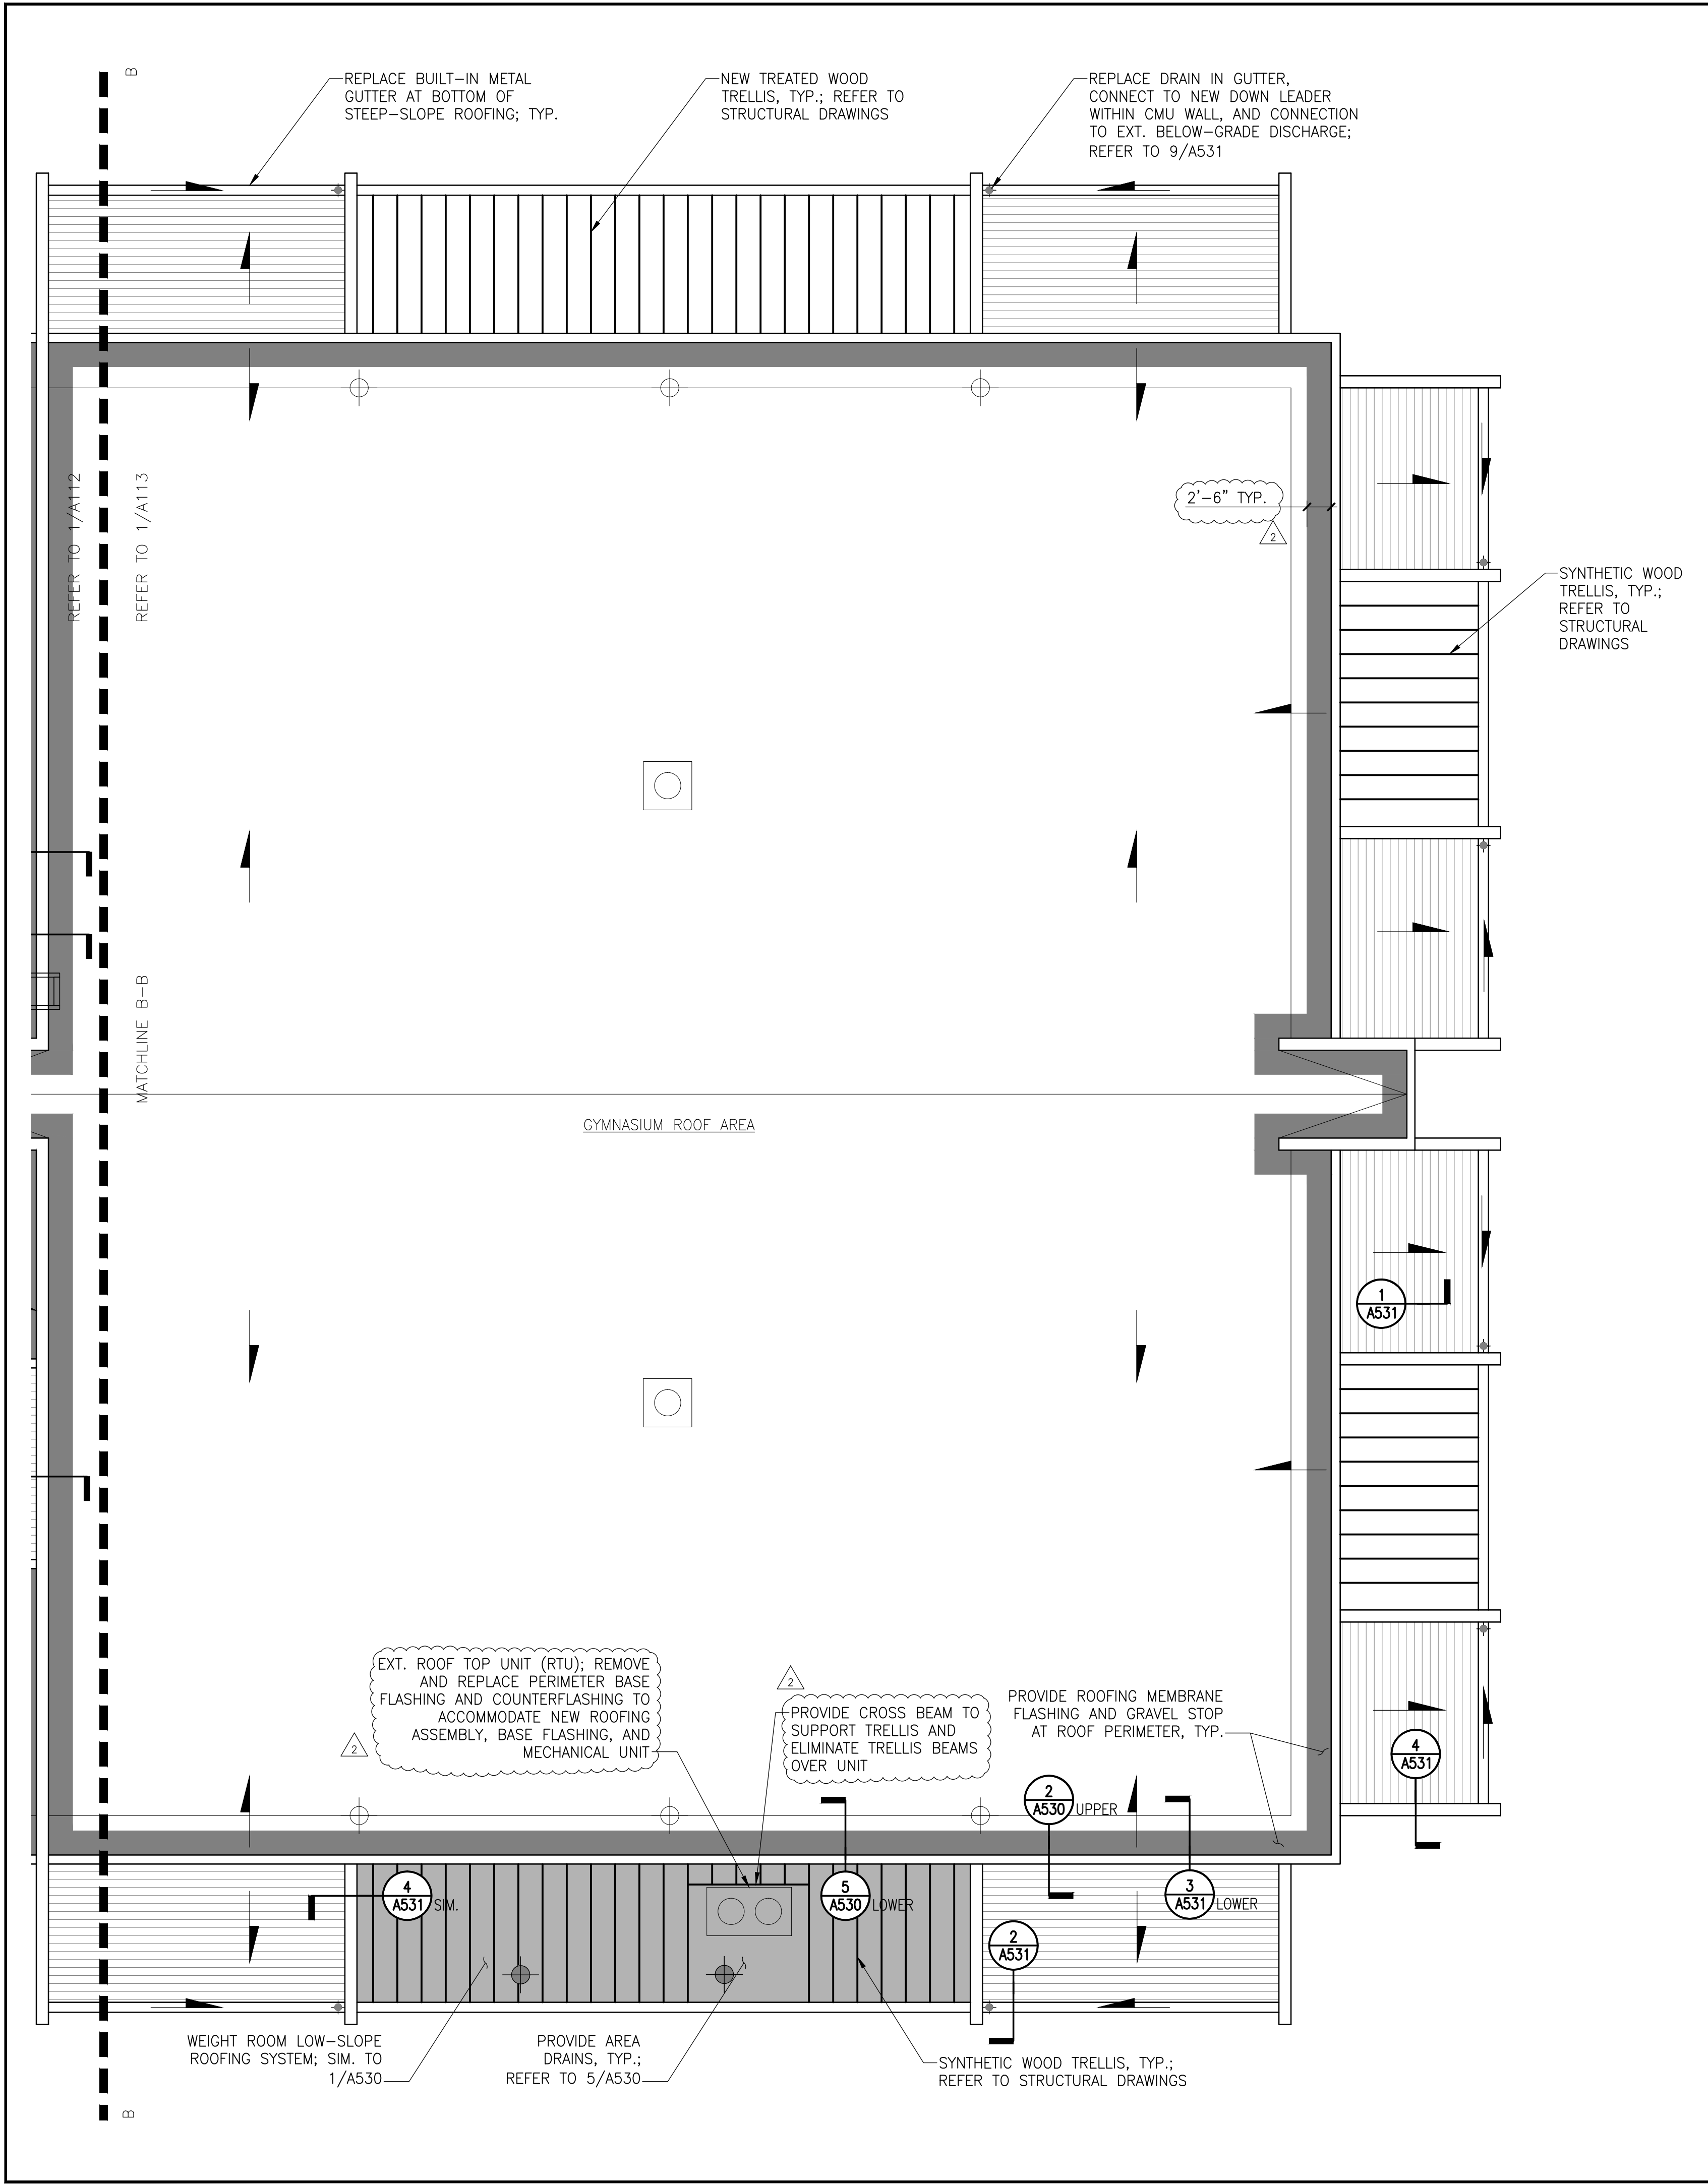 B
REPLACE BUILT-IN METAL
GUTTER AT BOTTOM OF
STEEP-SLOPE ROOFING; TYP.
NEW TREATED WOOD
TRELLIS, TYP.; REFER TO
STRUCTURAL DRAWINGS
REPLACE DRAIN IN GUTTER,
CONNECT TO NEW DOWN LEADER
WITHIN CMU WALL, AND CONNECTION
TO EXT. BELOW-GRADE DISCHARGE;
REFER TO 9/A531
REFER TO 1/A112
REFER TO 1/A113
2'-6" TYP.
2
SYNTHETIC WOOD
TRELLIS, TYP.;
REFER TO
STRUCTURAL
DRAWINGS
MATCHLINE B-B
GYMNASIUM ROOF AREA
1
A531
EXT. ROOF TOP UNIT (RTU); REMOVE
AND REPLACE PERIMETER BASE
FLASHING AND COUNTERFLASHING TO
ACCOMMODATE NEW ROOFING
ASSEMBLY, BASE FLASHING, AND
MECHANICAL UNIT
2
2
PROVIDE CROSS BEAM TO
SUPPORT TRELLIS AND
ELIMINATE TRELLIS BEAMS
OVER UNIT
PROVIDE ROOFING MEMBRANE
FLASHING AND GRAVEL STOP
AT ROOF PERIMETER, TYP.
4
A531
2
A530 UPPER
4
A531 SIM.
5
A530 LOWER
3
A531 LOWER
2
A531
WEIGHT ROOM LOW-SLOPE
ROOFING SYSTEM; SIM. TO
1/A530
PROVIDE AREA
DRAINS, TYP.;
REFER TO 5/A530
SYNTHETIC WOOD TRELLIS, TYP.;
REFER TO STRUCTURAL DRAWINGS
B